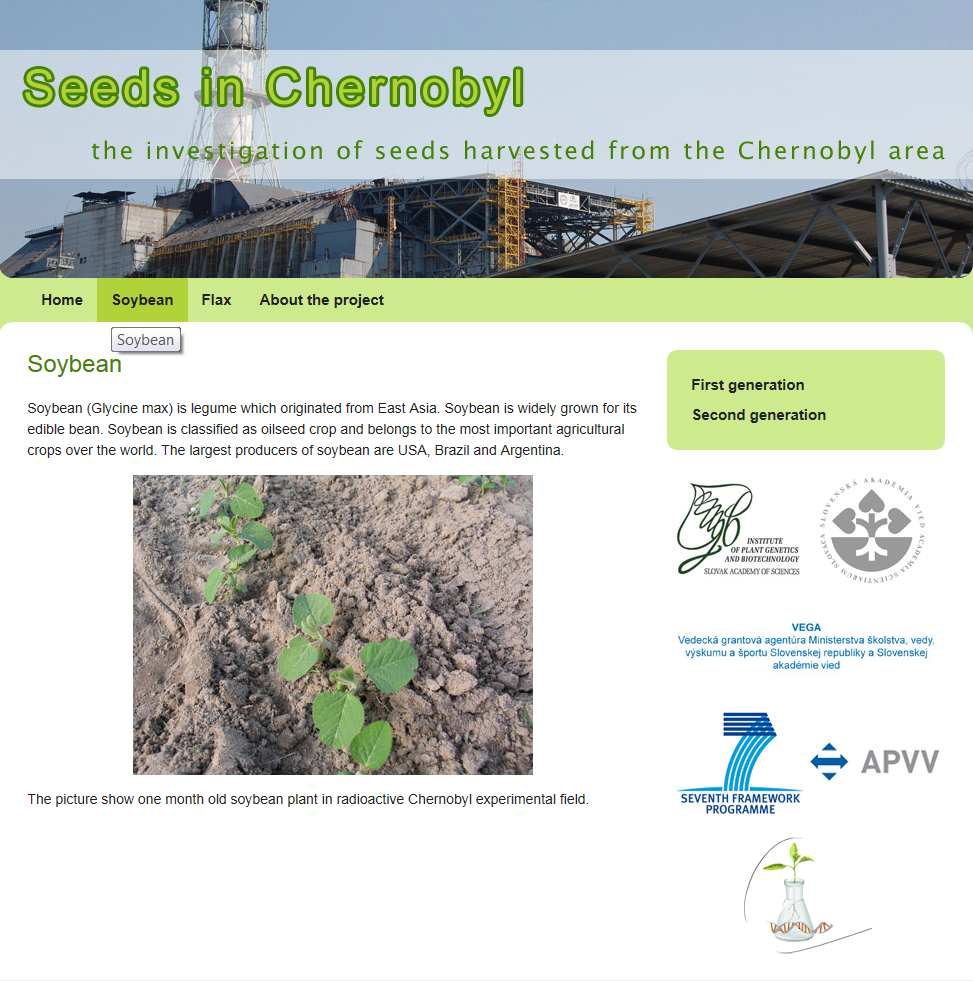 Seeds in Chernobyl
the investigation of seeds harvested from the Chernobyl area
Home Soybean Flax About the project
Soybean
Soybean
Soybean (Glycine max) is legume which originated from East Asia. Soybean is widely grown for its
edible bean. Soybean is classified as oilseed crop and belongs to the most important agricultural
crops over the world. The largest producers of soybean are USA, Brazil and Argentina.
The picture show one month old soybean plant in radioactive Chernobyl experimental field.
First generation
Second generation
INSTITUTE
OF PLANT GENETICS
AND BIOTECHNOLOGY
SLOVAK ACADEMY OF SCIENCES
SLOVENSKÁ AKADÉMIA VIED ACADEMIA SCIENTIARUM SLOVACA
VEGA
Vedecká grantová agentúra Ministerstva školstva, vedy,
výskumu a športu Slovenskej republiky a Slovenskej
akadémie vied
7
SEVENTH FRAMEWORK
PROGRAMME
APVV